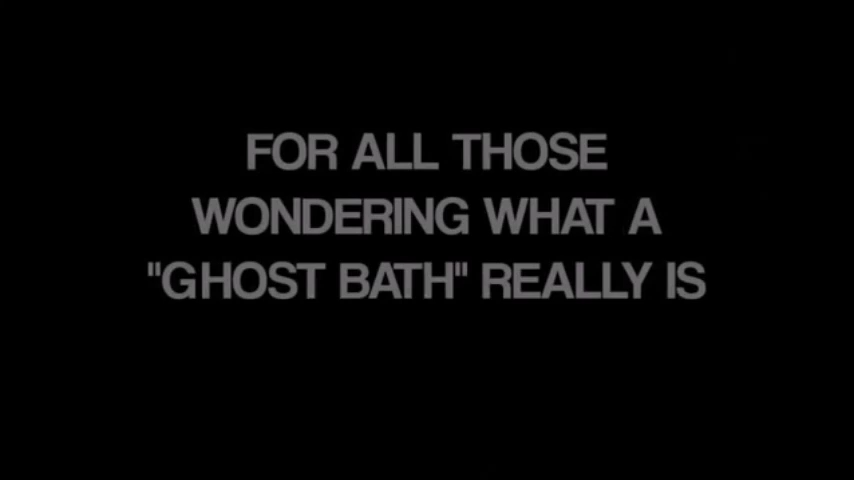 FOR ALL THOSE
WONDERING WHAT A
"GHOST BATH" REALLY IS